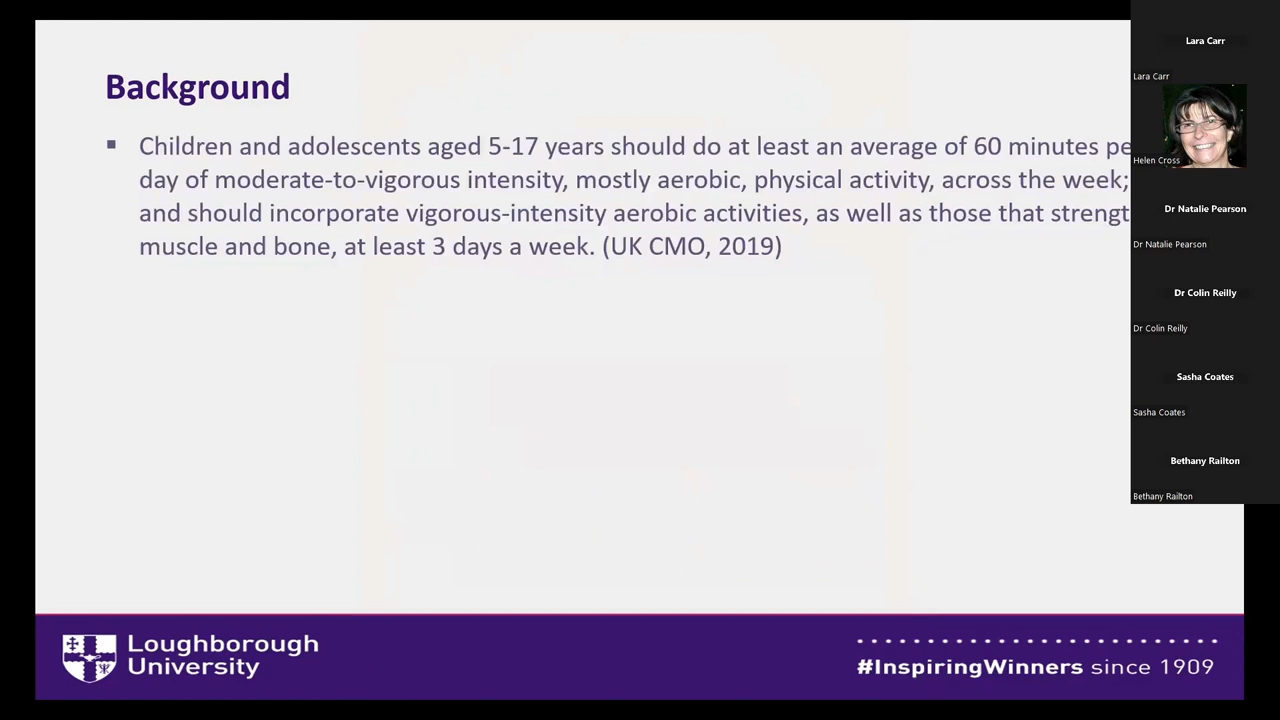 Background
▪ Children and adolescents aged 5-17 years should do at least an average of 60 minutes
day of moderate-to-vigorous intensity, mostly aerobic, physical activity, across the week;
and should incorporate vigorous-intensity aerobic activities, as well as those that
muscle and bone, at least 3 days a week. (UK CMO, 2019)
Lara Carr
Lara Carr
Helen Cross
Dr Natalie Pearson
Dr Natalie Pearson
Dr Colin Reilly
Dr Colin Reilly
Sasha Coates
Sasha Coates
Bethany Railton
Bethany Railton
Loughborough
University
#InspiringWinners since 1909